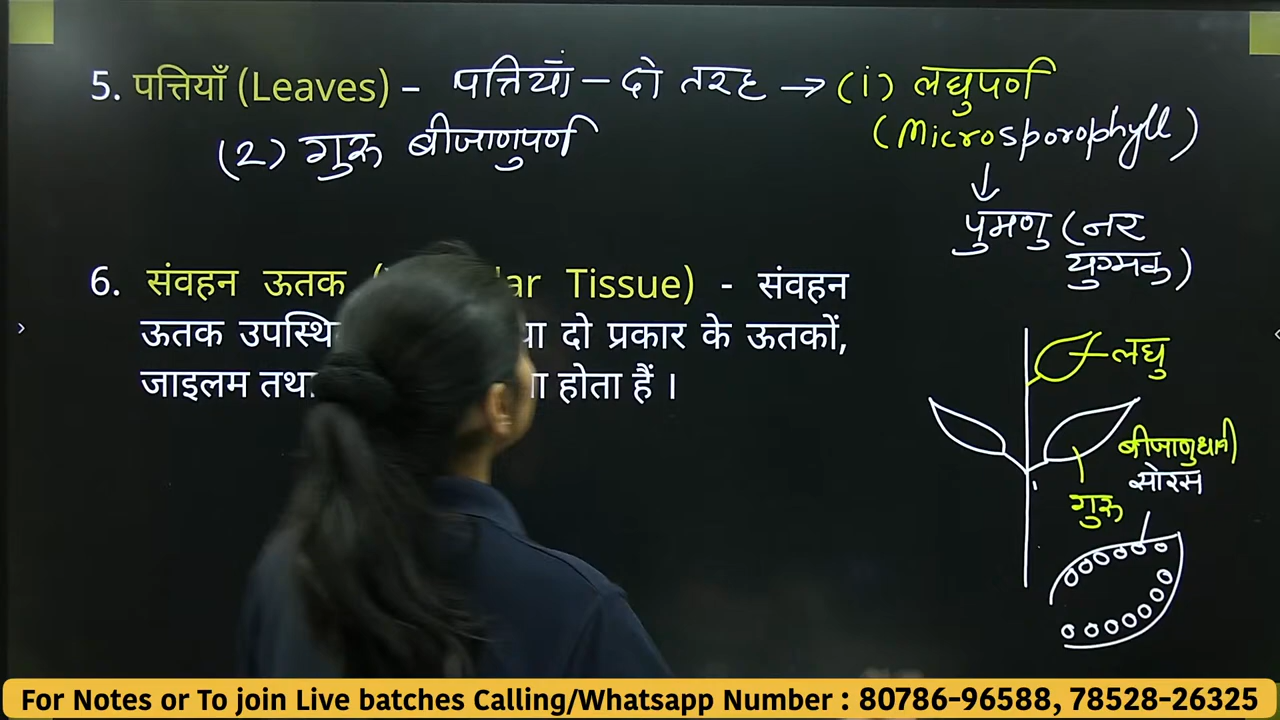 5. पत्तियाँ (Leaves) – पत्तियाँ – दो तरह → (i) लघुपर्ण
(Microsporophyll)
(2) गुरु बीजाणुपर्ण
↓
पुमणु (नर
युग्मक)
6. संवहन ऊतक ar Tissue) - संवहन
ऊतक दो प्रकार के ऊतकों,
जाइलम तथा होता हैं ।
लघु
बीजाणुधानी
सोरस
गुरु
For Notes or To join Live batches Calling/Whatsapp Number : 80786-96588, 78528-26325